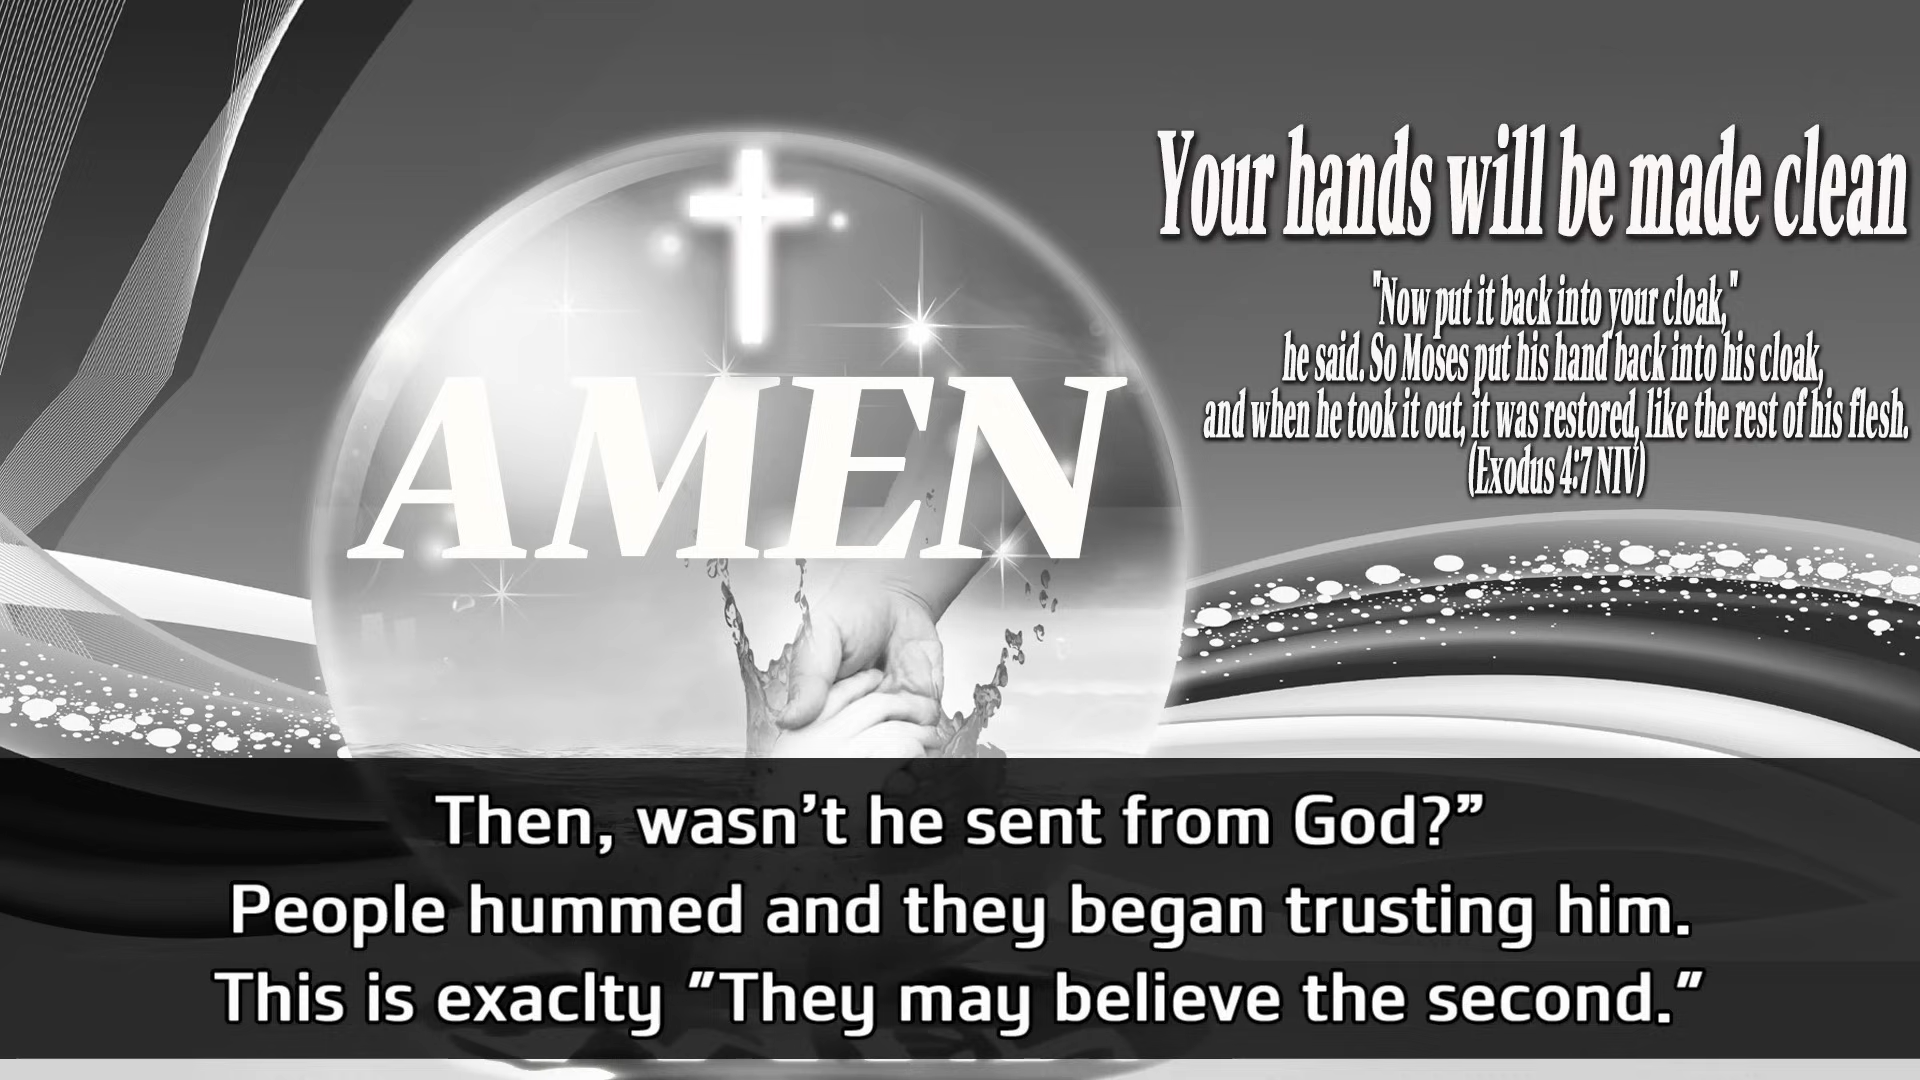 AMEN
Your hands will be made clean
"Now put it back into your cloak,"
he said. So Moses put his hand back into his cloak,
and when he took it out, it was restored, like the rest of his flesh.
(Exodus 4:7 NIV)
Then, wasn't he sent from God?”
People hummed and they began trusting him.
This is exaclty “They may believe the second.“